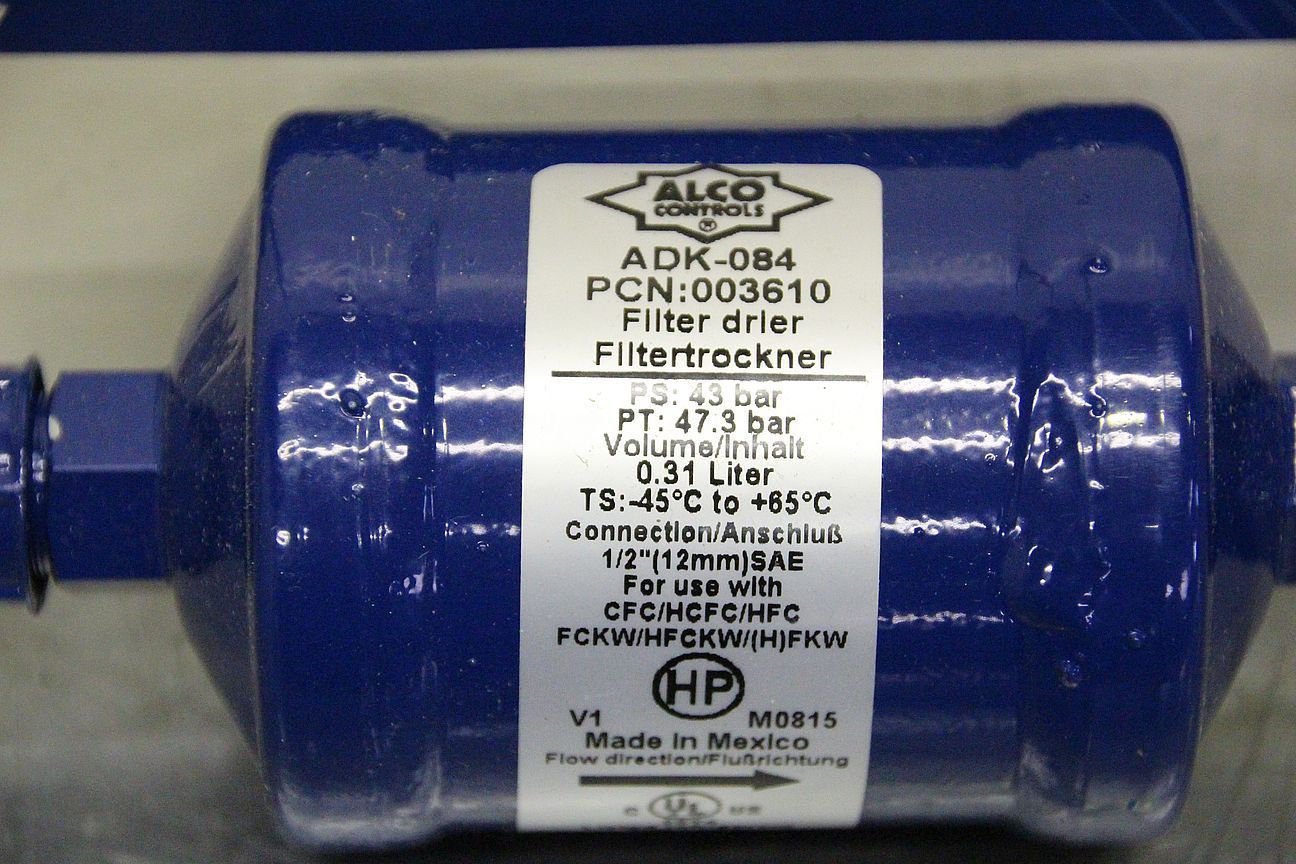 ALCO
CONTROLS
®
ADK-084
PCN:003610
Filter drier
Filtertrockner
PS: 43 bar
PT: 47.3 bar
Volume/Inhalt
0.31 Liter
TS:-45°C to +65°C
Connection/Anschluß
1/2"(12mm)SAE
For use with
CFC/HCFC/HFC
FCKW/HFCKW/(H)FKW
HP
V1 M0815
Made in Mexico
Flow direction/Flußrichtung
c UL us